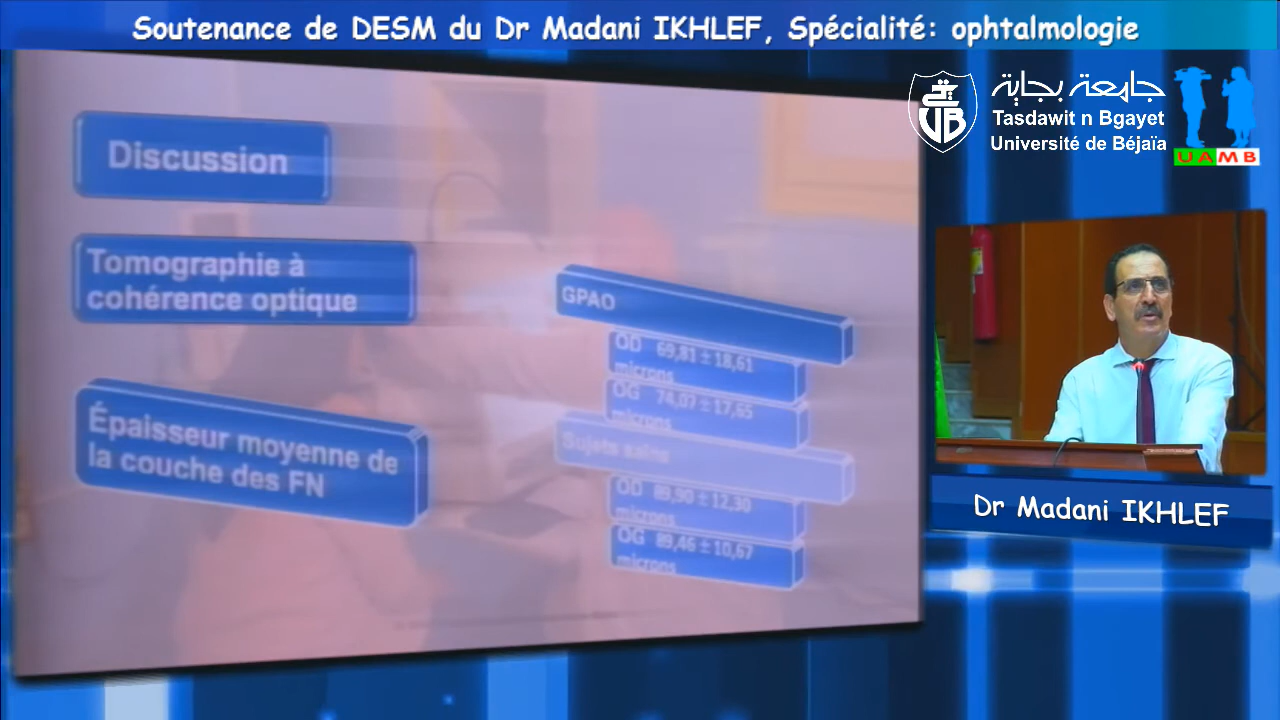 Soutenance de DESM du Dr Madani IKHLEF, Spécialité: ophtalmologie
جامعة بجاية
Tasdawit n Bgayet
Université de Béjaïa
UAMB
Discussion
Tomographie à
cohérence optique
Épaisseur moyenne de
la couche des FN
GPAO
OD 69,81 ± 18,61
microns
OG 74,07 ± 17,65
microns
Sujets sains
OD 89,90 ± 12,30
microns
OG 89,46 ± 10,67
microns
Dr Madani IKHLEF